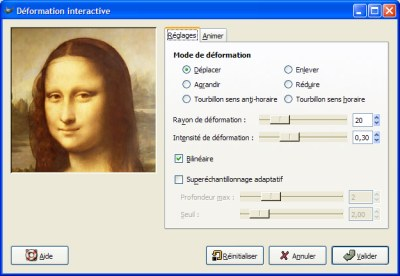 Déformation interactive
Réglages Animer
Mode de déformation
Déplacer Enlever
Agrandir Réduire
Tourbillon sens anti-horaire Tourbillon sens horaire
Rayon de déformation : 20
Intensité de déformation : 0,30
Bilinéaire
Superéchantillonnage adaptatif
Profondeur max : 2
Seuil : 2,00
Aide Réinitialiser Annuler Valider